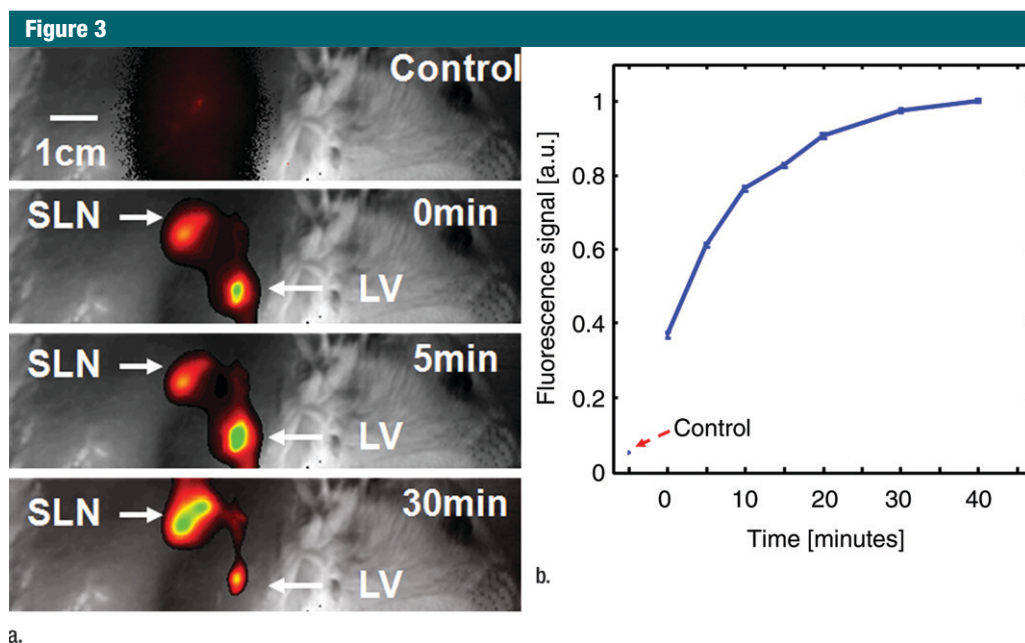 Figure 3
Control
1cm
SLN
0min
LV
SLN
5min
LV
SLN
30min
LV
a.
Fluorescence signal [a.u.]
1
0.8
0.6
0.4
0.2
0
Control
0 10 20 30 40
Time [minutes]
b.